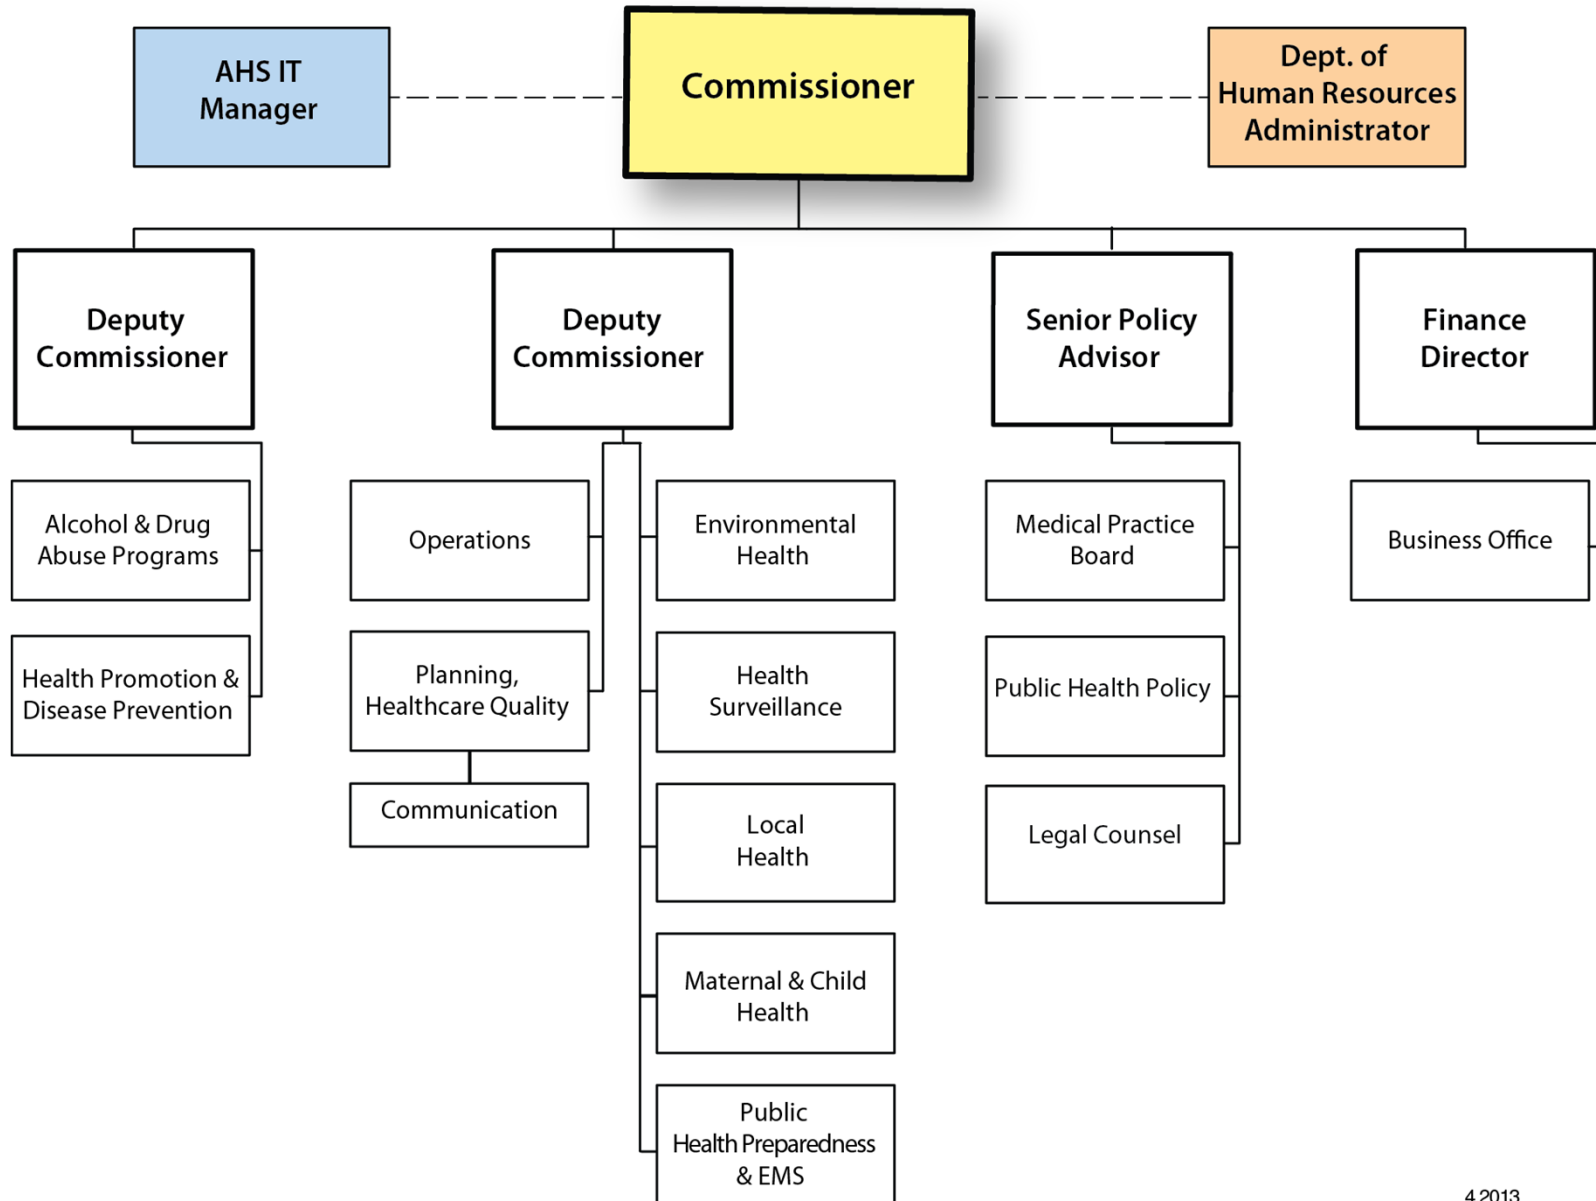 AHS IT
Manager
Commissioner
Dept. of
Human Resources
Administrator
Deputy
Commissioner
Deputy
Commissioner
Senior Policy
Advisor
Finance
Director
Alcohol & Drug
Abuse Programs
Health Promotion &
Disease Prevention
Operations
Planning,
Healthcare Quality
Communication
Environmental
Health
Health
Surveillance
Local
Health
Maternal & Child
Health
Public
Health Preparedness
& EMS
Medical Practice
Board
Public Health Policy
Legal Counsel
Business Office
4.2013